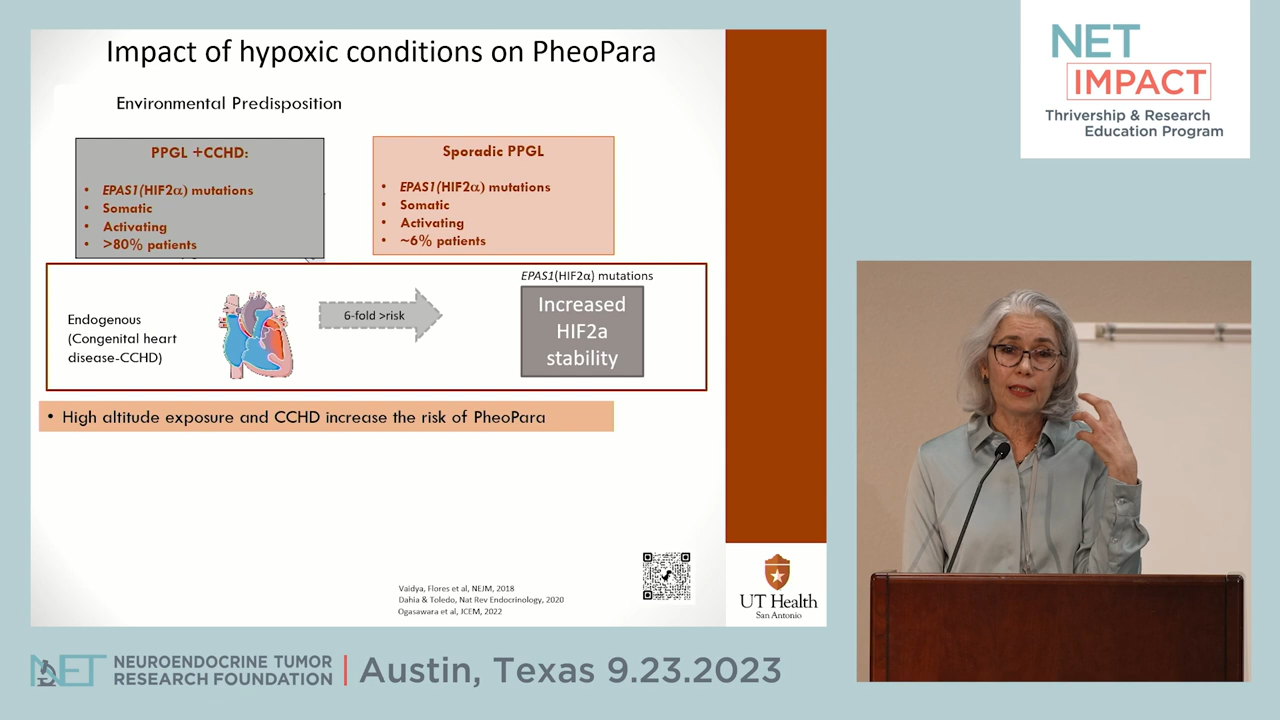 Impact of hypoxic conditions on PheoPara
Environmental Predisposition
PPGL +CCHD:
• EPAS1(HIF2α) mutations
• Somatic
• Activating
• >80% patients
Sporadic PPGL
• EPAS1(HIF2α) mutations
• Somatic
• Activating
• ~6% patients
Endogenous
(Congenital heart
disease-CCHD)
6-fold >risk
EPAS1(HIF2α) mutations
Increased
HIF2a
stability
• High altitude exposure and CCHD increase the risk of PheoPara
Vaidya, Flores et al, NEJM, 2018
Dahia & Toledo, Nat Rev Endocrinology, 2020
Ogasawara et al, JCEM, 2022
UT Health
San Antonio
NET
IMPACT
Thrivership & Research
Education Program
NET
NEUROENDOCRINE TUMOR
RESEARCH FOUNDATION
Austin, Texas 9.23.2023